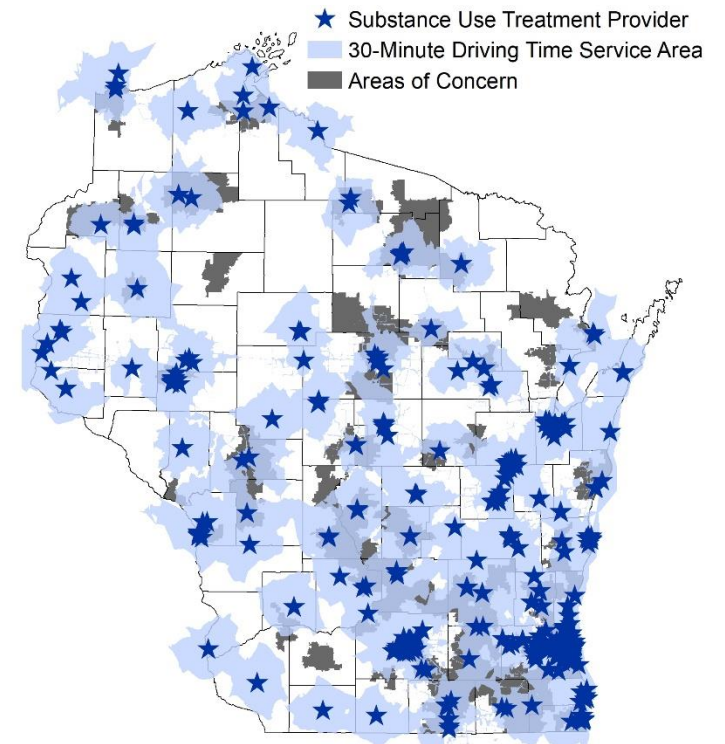 Substance Use Treatment Provider
30-Minute Driving Time Service Area
Areas of Concern